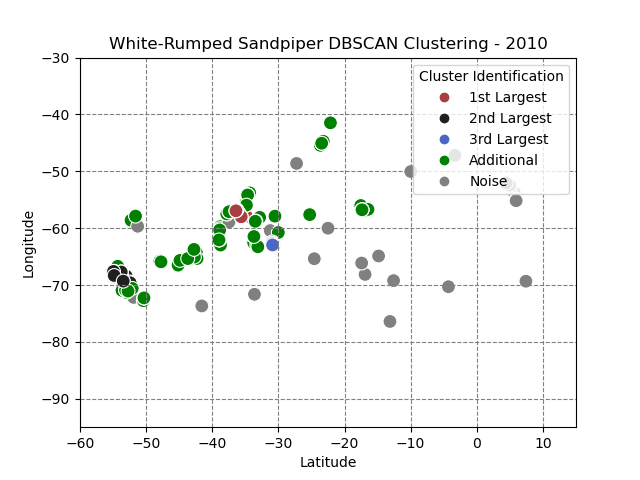 White-Rumped Sandpiper DBSCAN Clustering - 2010
Cluster Identification
1st Largest
2nd Largest
3rd Largest
Additional
Noise
Longitude
−30
−40
−50
−60
−70
−80
−90
−60
−50
−40
−30
−20
−10
0
10
Latitude